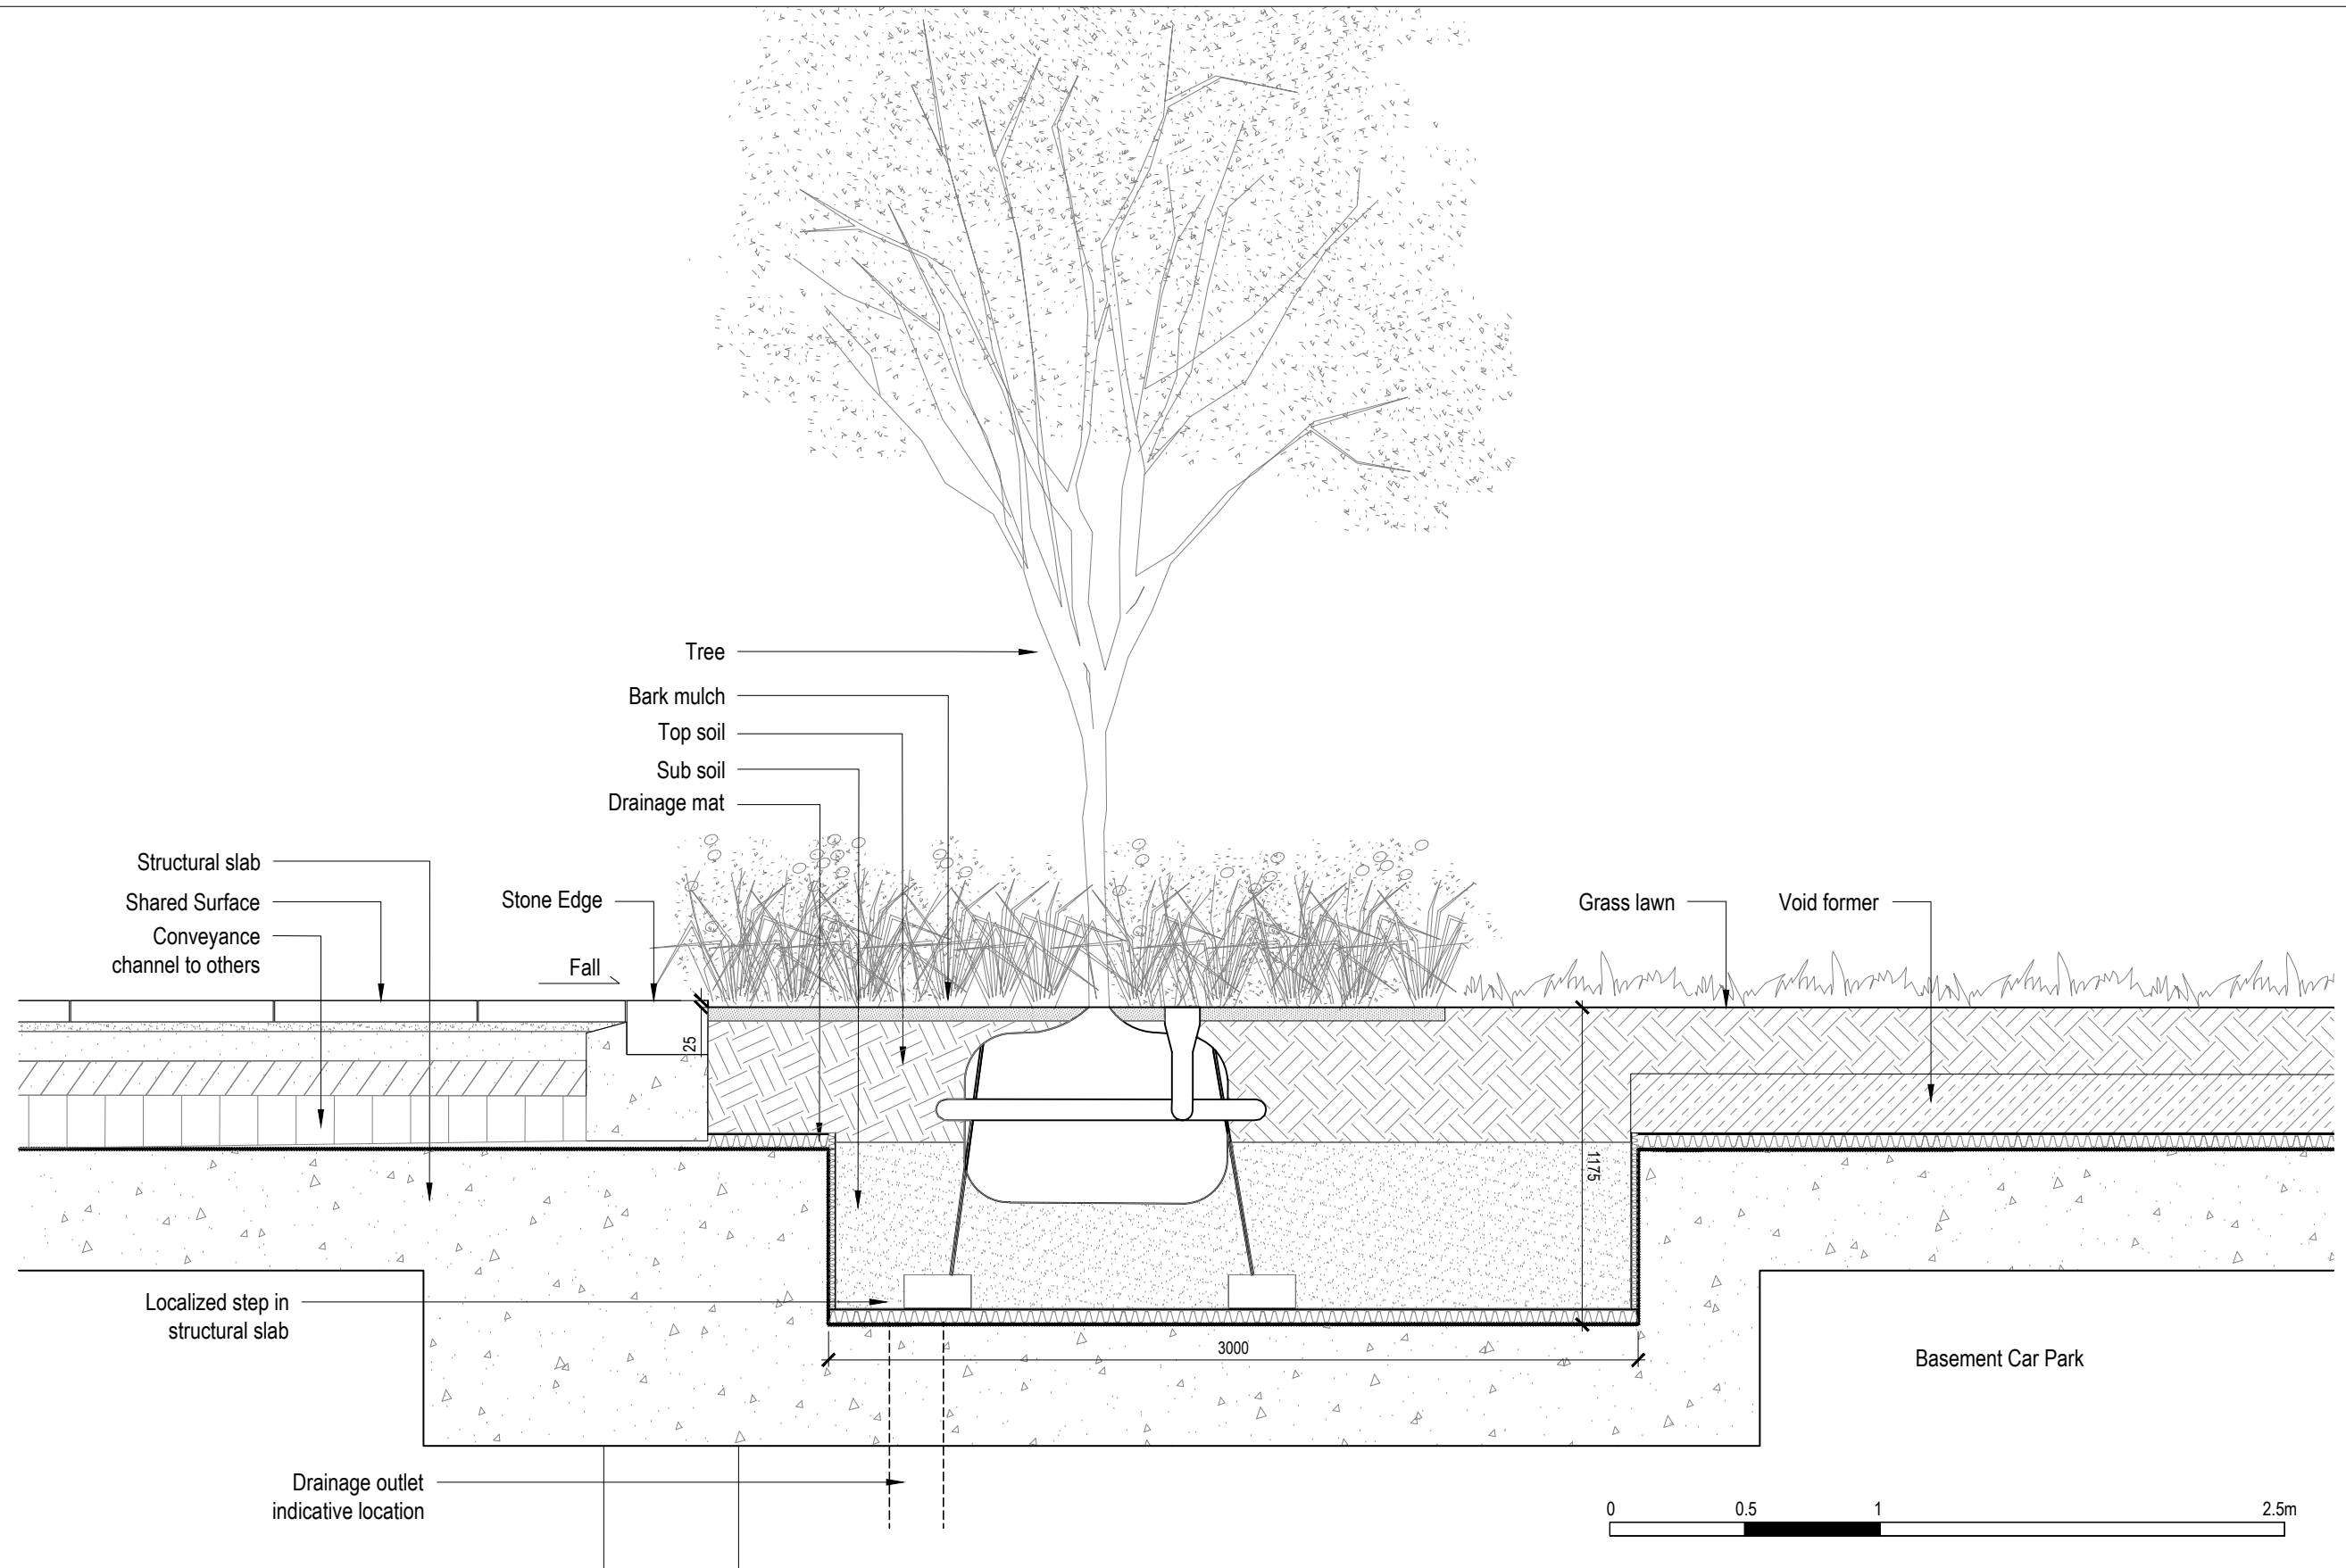 Tree
Bark mulch
Top soil
Sub soil
Drainage mat
Structural slab
Shared Surface
Conveyance
channel to others
Stone Edge
Fall
Grass lawn
Void former
25
1175
Localized step in
structural slab
3000
Basement Car Park
Drainage outlet
indicative location
0 0.5 1 2.5m